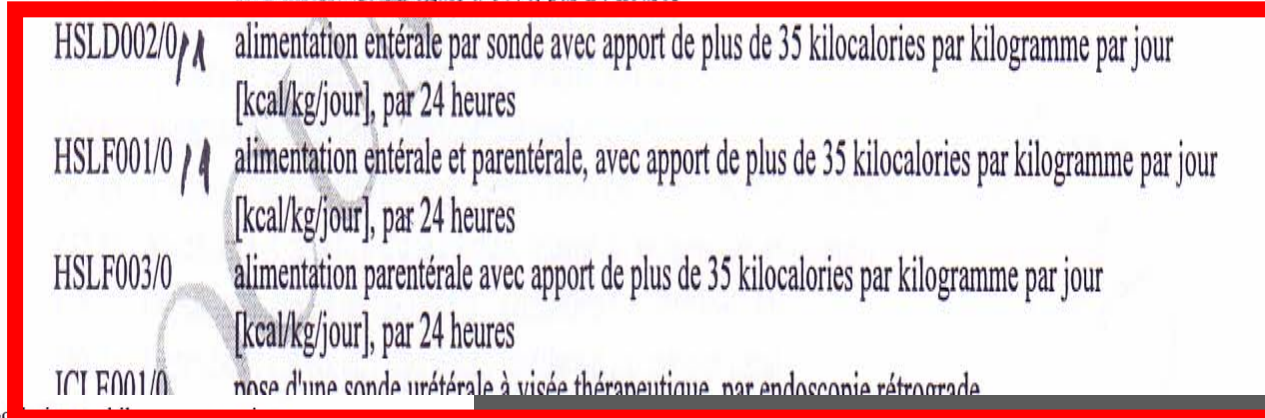 HSLD002/0 alimentation entérale par sonde avec apport de plus de 35 kilocalories par kilogramme par jour
[kcal/kg/jour], par 24 heures
HSLF001/0 alimentation entérale et parentérale, avec apport de plus de 35 kilocalories par kilogramme par jour
[kcal/kg/jour], par 24 heures
HSLF003/0 alimentation parentérale avec apport de plus de 35 kilocalories par kilogramme par jour
[kcal/kg/jour], par 24 heures
JCLE001/0 pose d'une sonde urétérale à visée thérapeutique, par endoscopie rétrograde